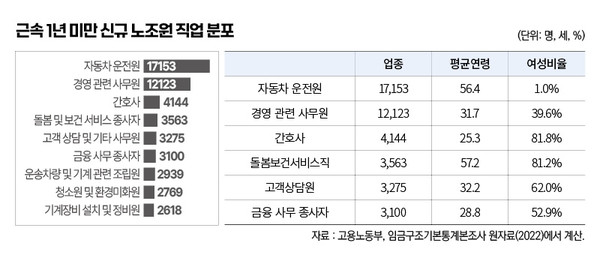 근속 1년 미만 신규 노조원 직업 분포
(단위: 명, 세, %)
자동차 운전원 17153
경영 관련 사무원 12123
간호사 4144
돌봄 및 보건 서비스 종사자 3563
고객 상담 및 기타 사무원 3275
금융 사무 종사자 3100
운송차량 및 기계 관련 조립원 2939
청소원 및 환경미화원 2769
기계장비 설치 및 정비원 2618
업종 평균연령 여성비율
자동차 운전원 17,153 56.4 1.0%
경영 관련 사무원 12,123 31.7 39.6%
간호사 4,144 25.3 81.8%
돌봄보건서비스직 3,563 57.2 81.2%
고객상담원 3,275 32.2 62.0%
금융 사무 종사자 3,100 28.8 52.9%
자료 : 고용노동부, 임금구조기본통계본조사 원자료(2022)에서 계산.